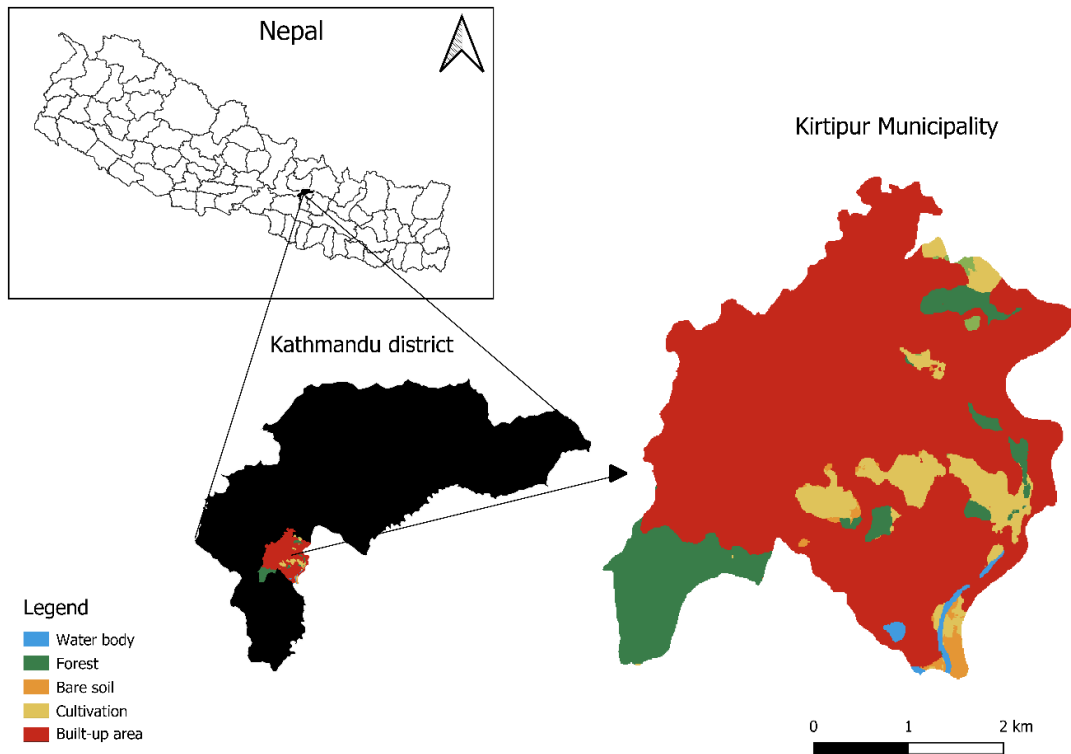 Nepal
Kirtipur Municipality
Kathmandu district
Legend
Water body
Forest
Bare soil
Cultivation
Built-up area
0 1 2 km